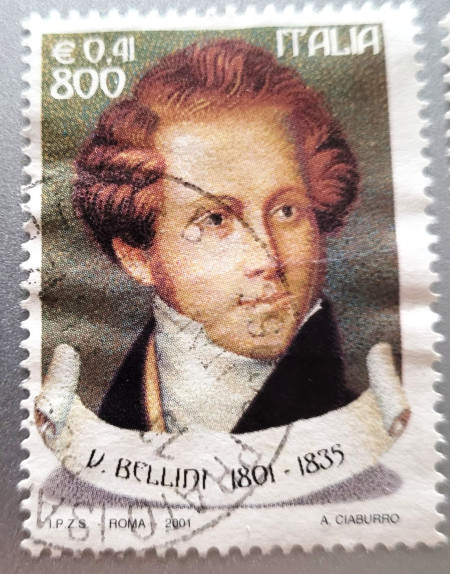 € 0,41 ITALIA
800
V. BELLINI 1801 - 1835
I.P.Z.S. ROMA 2001 A. CIABURRO